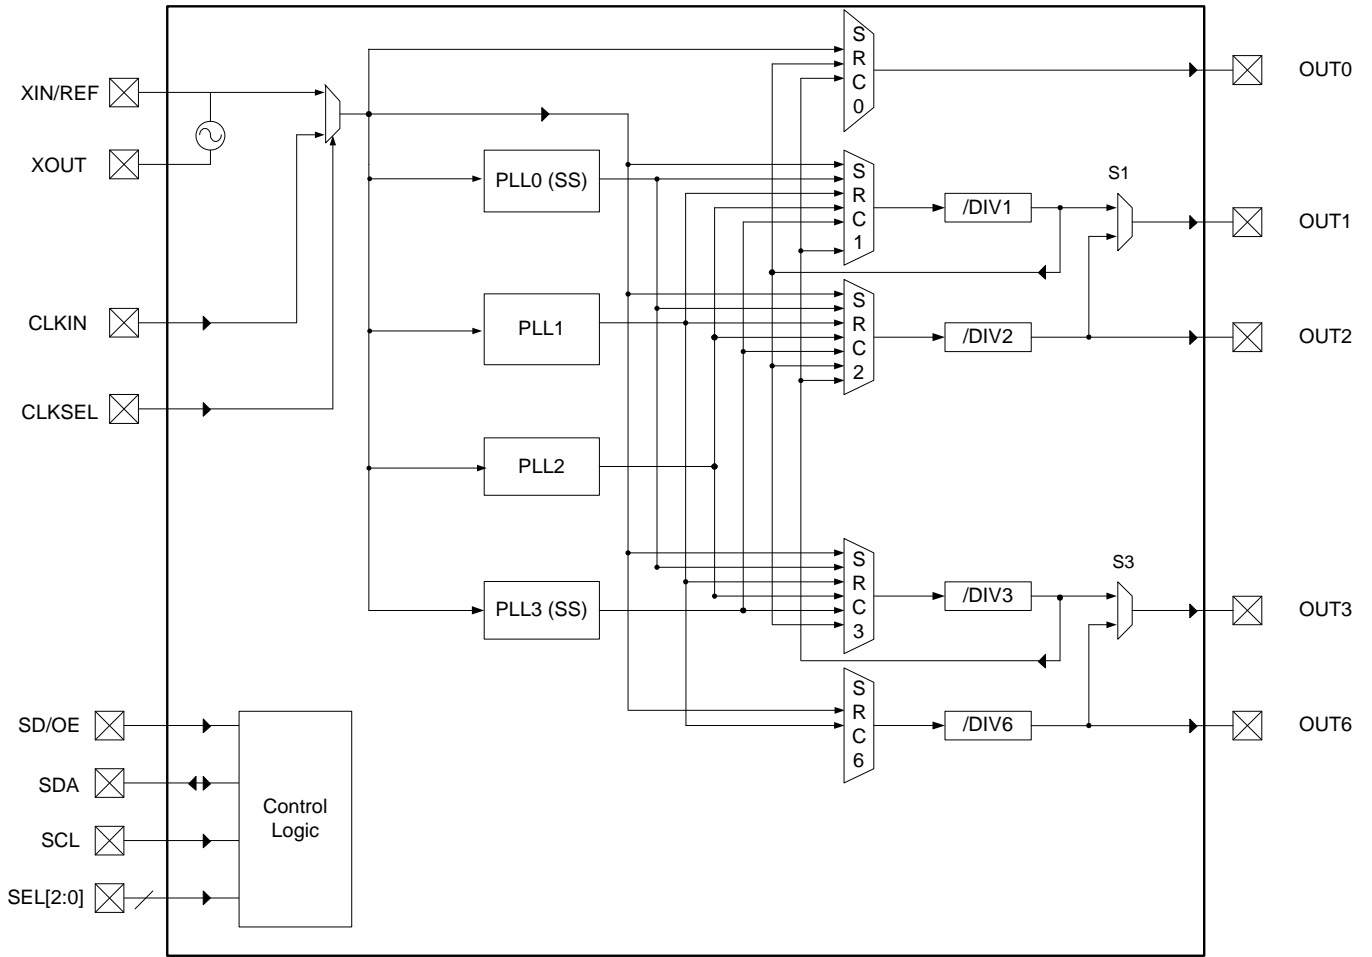 S
R
C
0
OUT0
XIN/REF
XOUT
PLL0 (SS)
S
R
C
1
/DIV1
S1
OUT1
CLKIN
PLL1
S
R
C
2
/DIV2
OUT2
CLKSEL
PLL2
PLL3 (SS)
S
R
C
3
/DIV3
S3
OUT3
S
R
C
6
/DIV6
OUT6
SD/OE
SDA
SCL
SEL[2:0]
Control
Logic